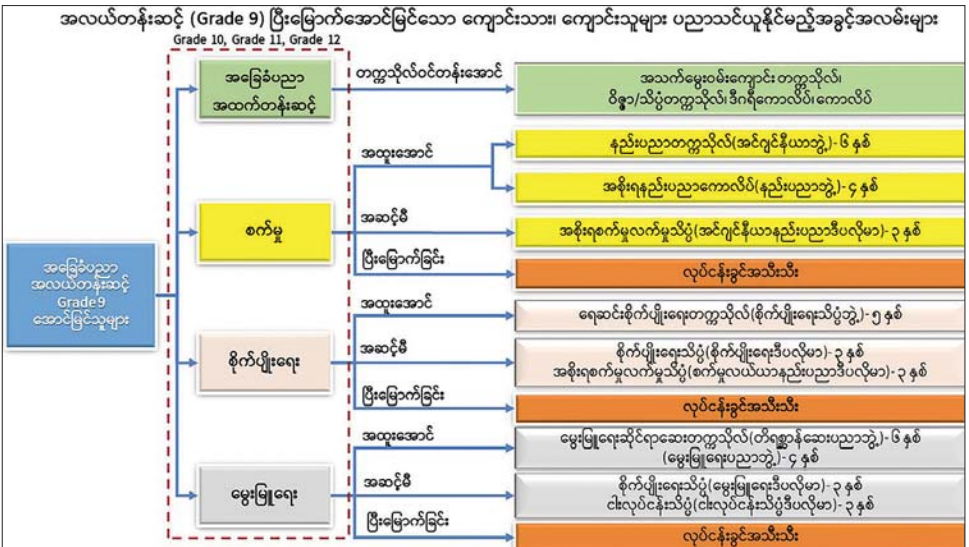 အလယ်တန်းဆင့် (Grade 9) ပြီးမြောက်အောင်မြင်သော ကျောင်းသား၊ ကျောင်းသူများ ပညာသင်ယူနိုင်မည့်အခွင့်အလမ်းများ
Grade 10, Grade 11, Grade 12
အခြေခံပညာ
အလယ်တန်းဆင့်
Grade 9
အောင်မြင်သူများ
အခြေခံပညာ
အထက်တန်းဆင့်
တက္ကသိုလ်ဝင်တန်းအောင်
အသက်မွေးဝမ်းကျောင်း တက္ကသိုလ်၊
ဝိဇ္ဇာ/သိပ္ပံတက္ကသိုလ်၊ ဒီဂရီကောလိပ်၊ ကောလိပ်
စက်မှု
အထူးအောင်
နည်းပညာတက္ကသိုလ်(အင်ဂျင်နီယာဘွဲ့)- ၆ နှစ်
အစိုးရနည်းပညာကောလိပ်(နည်းပညာဘွဲ့)- ၄ နှစ်
အဆင့်မီ
အစိုးရစက်မှုလက်မှုသိပ္ပံ(အင်ဂျင်နီယာနည်းပညာဒီပလိုမာ)- ၃ နှစ်
ပြီးမြောက်ခြင်း
လုပ်ငန်းခွင်အသီးသီး
စိုက်ပျိုးရေး
အထူးအောင်
ရေဆင်းစိုက်ပျိုးရေးတက္ကသိုလ်(စိုက်ပျိုးရေးသိပ္ပံဘွဲ့)- ၅ နှစ်
အဆင့်မီ
စိုက်ပျိုးရေးသိပ္ပံ(စိုက်ပျိုးရေးဒီပလိုမာ)- ၃ နှစ်
အစိုးရစက်မှုလက်မှုသိပ္ပံ(စက်မှုလယ်ယာနည်းပညာဒီပလိုမာ)- ၃ နှစ်
ပြီးမြောက်ခြင်း
လုပ်ငန်းခွင်အသီးသီး
မွေးမြူရေး
အထူးအောင်
မွေးမြူရေးဆိုင်ရာဆေးတက္ကသိုလ်(တိရစ္ဆာန်ဆေးပညာဘွဲ့)- ၆ နှစ်
(မွေးမြူရေးပညာဘွဲ့)- ၄ နှစ်
အဆင့်မီ
စိုက်ပျိုးရေးသိပ္ပံ(မွေးမြူရေးဒီပလိုမာ)- ၃ နှစ်
ငါးလုပ်ငန်းသိပ္ပံ(ငါးလုပ်ငန်းသိပ္ပံဒီပလိုမာ)- ၃ နှစ်
ပြီးမြောက်ခြင်း
လုပ်ငန်းခွင်အသီးသီး